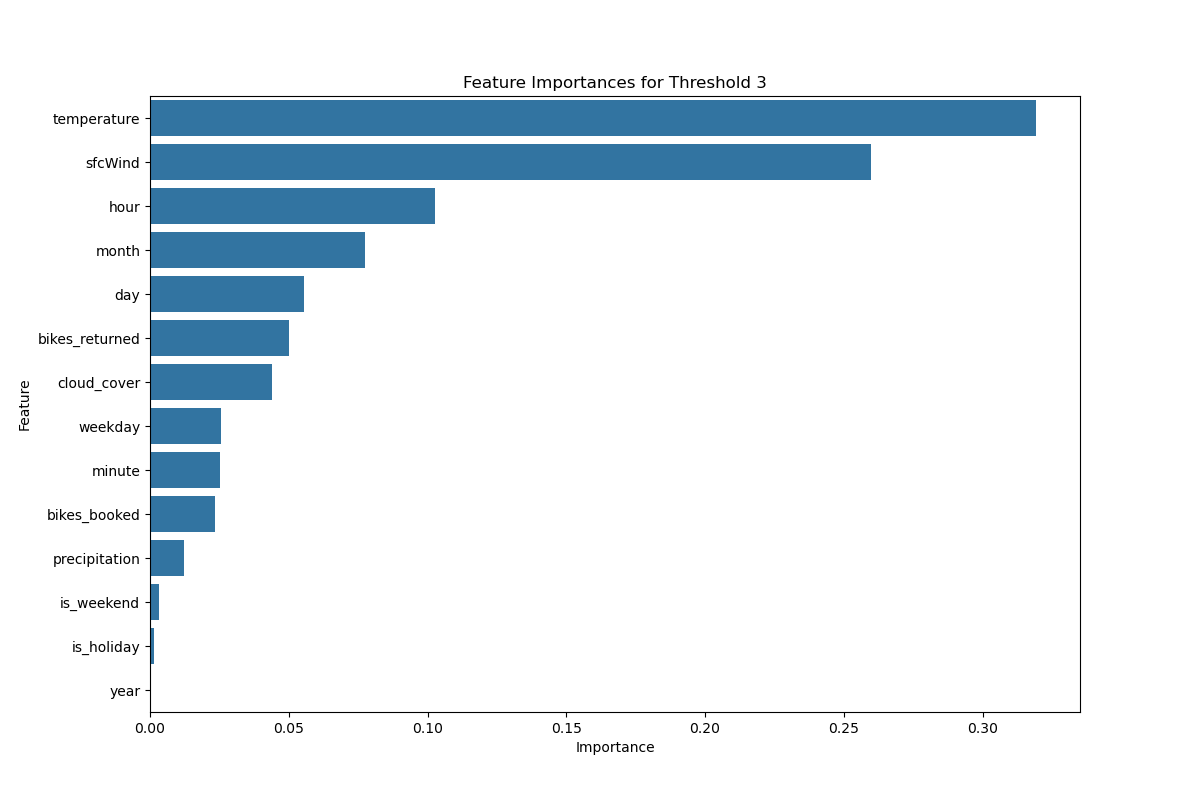 Feature Importances for Threshold 3
temperature
sfcWind
hour
month
day
bikes_returned
cloud_cover
weekday
minute
bikes_booked
precipitation
is_weekend
is_holiday
year
Feature
0.00 0.05 0.10 0.15 0.20 0.25 0.30
Importance